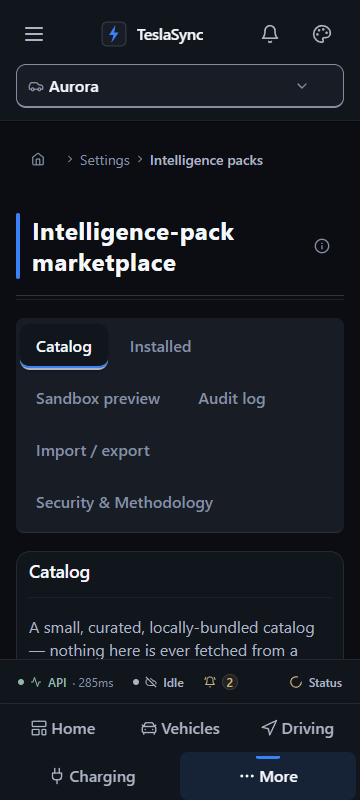 TeslaSync
Aurora
Settings
Intelligence packs
Intelligence-pack
marketplace
Catalog
Installed
Sandbox preview
Audit log
Import / export
Security & Methodology
Catalog
A small, curated, locally-bundled catalog
— nothing here is ever fetched from a
API · 285ms
Idle
2
Status
Home
Vehicles
Driving
Charging
More